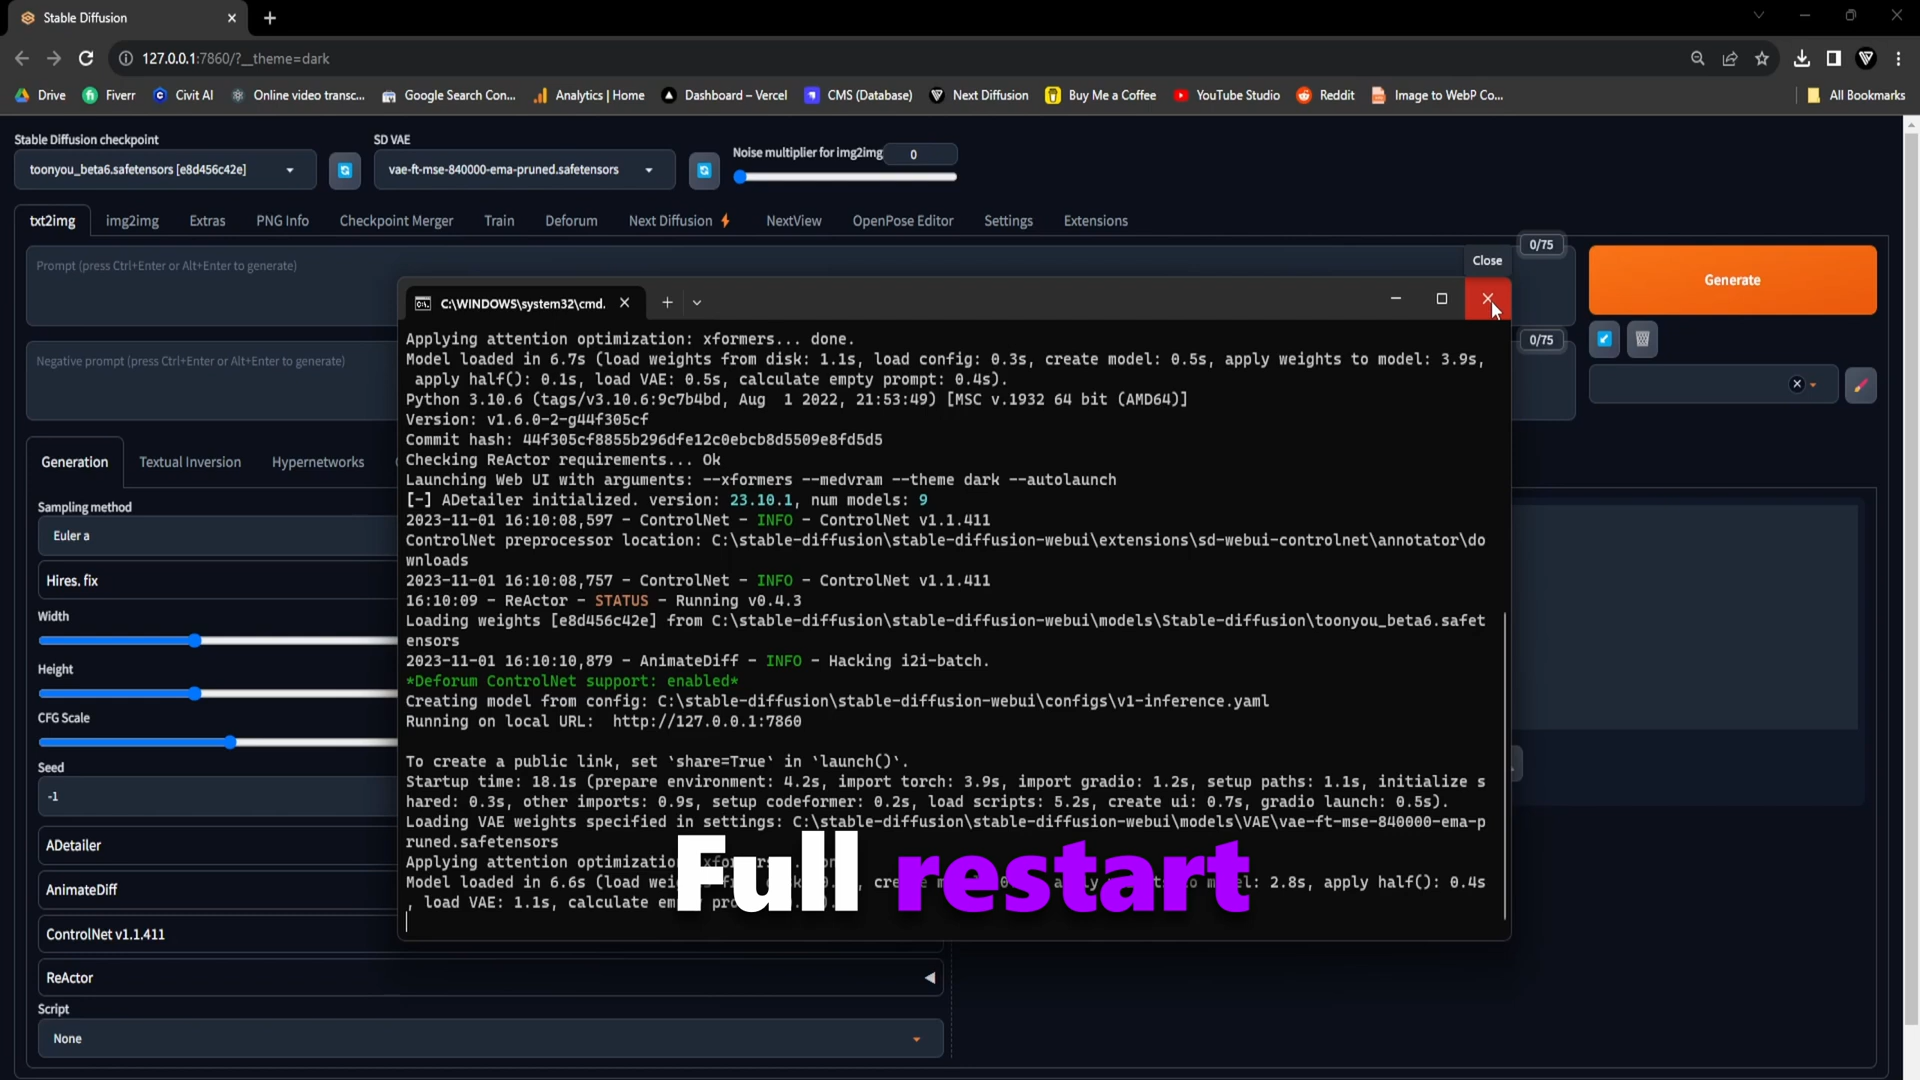 Stable Diffusion
127.0.0.1:7860/?__theme=dark
Drive
Fiverr
Civit AI
Online video transc...
Google Search Con...
Analytics | Home
Dashboard – Vercel
CMS (Database)
Next Diffusion
Buy Me a Coffee
YouTube Studio
Reddit
Image to WebP Co...
All Bookmarks
Stable Diffusion checkpoint
toonyou_beta6.safetensors [e8d456c42e]
SD VAE
vae-ft-mse-840000-ema-pruned.safetensors
Noise multiplier for img2img
0
txt2img
img2img
Extras
PNG Info
Checkpoint Merger
Train
Deforum
Next Diffusion
NextView
OpenPose Editor
Settings
Extensions
Prompt (press Ctrl+Enter or Alt+Enter to generate)
0/75
Close
Generate
C:\WINDOWS\system32\cmd.
Negative prompt (press Ctrl+Enter or Alt+Enter to generate)
0/75
Applying attention optimization: xformers... done.
Model loaded in 6.7s (load weights from disk: 1.1s, load config: 0.3s, create model: 0.5s, apply weights to model: 3.9s,
apply half(): 0.1s, load VAE: 0.5s, calculate empty prompt: 0.4s).
Python 3.10.6 (tags/v3.10.6:9c7b4bd, Aug  1 2022, 21:53:49) [MSC v.1932 64 bit (AMD64)]
Version: v1.6.0-2-g44f305cf
Commit hash: 44f305cf8855b296dfe12c0ebcb8d5509e8fd5d5
Checking ReActor requirements... Ok
Launching Web UI with arguments: --xformers --medvram --theme dark --autolaunch
[-] ADetailer initialized. version: 23.10.1, num models: 9
2023-11-01 16:10:08,597 - ControlNet - INFO - ControlNet v1.1.411
ControlNet preprocessor location: C:\stable-diffusion\stable-diffusion-webui\extensions\sd-webui-controlnet\annotator\do
wnloads
2023-11-01 16:10:08,757 - ControlNet - INFO - ControlNet v1.1.411
16:10:09 - ReActor - STATUS - Running v0.4.3
Loading weights [e8d456c42e] from C:\stable-diffusion\stable-diffusion-webui\models\Stable-diffusion\toonyou_beta6.safet
ensors
2023-11-01 16:10:10,879 - AnimateDiff - INFO - Hacking i2i-batch.
*Deforum ControlNet support: enabled*
Creating model from config: C:\stable-diffusion\stable-diffusion-webui\configs\v1-inference.yaml
Running on local URL:  http://127.0.0.1:7860
To create a public link, set `share=True` in `launch()`.
Startup time: 18.1s (prepare environment: 4.2s, import torch: 3.9s, import gradio: 1.2s, setup paths: 1.1s, initialize s
hared: 0.3s, other imports: 0.9s, setup codeformer: 0.2s, load scripts: 5.2s, create ui: 0.7s, gradio launch: 0.5s).
Loading VAE weights specified in settings: C:\stable-diffusion\stable-diffusion-webui\models\VAE\vae-ft-mse-840000-ema-p
runed.safetensors
Applying attention optimization
Model loaded in 6.6s (load 2.8s, apply half(): 0.4s
, load VAE: 1.1s, calculate
Full restart
Generation
Textual Inversion
Hypernetworks
Sampling method
Euler a
Hires. fix
Width
Height
CFG Scale
Seed
-1
ADetailer
AnimateDiff
ControlNet v1.1.411
ReActor
Script
None